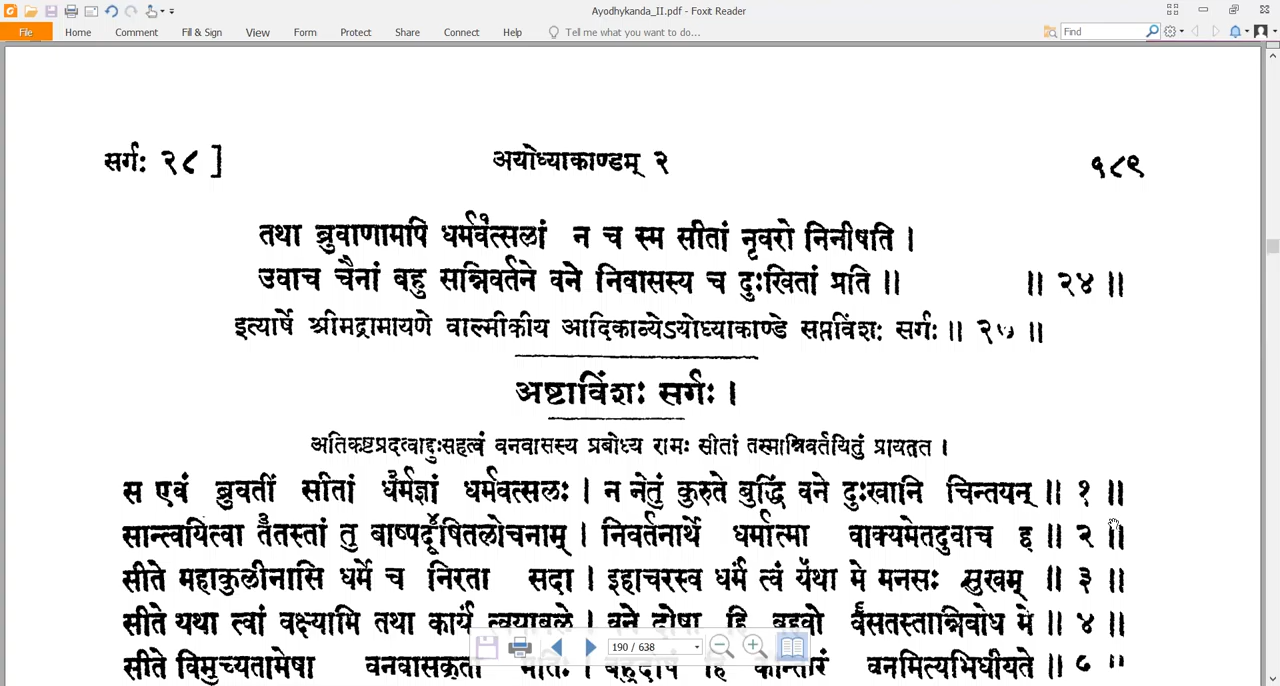 Ayodhykanda_II.pdf - Foxit Reader
File Home Comment Fill & Sign View Form Protect Share Connect Help Tell me what you want to do... Find
सर्गः २८ ] अयोध्याकाण्डम् २ १८९
तथा ब्रुवाणामपि धर्मवत्सलां न च स्म सीतां नृवरो निनीषति ।
उवाच चैनां बहु सन्निवर्तने वने निवासस्य च दुःखितां प्रति ॥ ॥ २४ ॥
इत्यार्षे श्रीमद्रामायणे वाल्मीकीय आदिकाव्येऽयोध्याकाण्डे सप्तविंशः सर्गः ॥ २७ ॥
अष्टाविंशः सर्गः ।
अतिकष्टप्रदत्वाद्दुःसहत्वं वनवासस्य प्रबोध्य रामः सीतां तस्मान्निवर्तयितुं प्रायतत ।
स एवं ब्रुवतीं सीतां धर्मज्ञां धर्मवत्सलः । न नेतुं कुरुते बुद्धिं वने दुःखानि चिन्तयन् ॥ १ ॥
सान्त्वयित्वा ततस्तां तु बाष्पदूषितलोचनाम् । निवर्तनार्थे धर्मात्मा वाक्यमेतदुवाच ह ॥ २ ॥
सीते महाकुलीनासि धर्मे च निरता सदा । इहाचरस्व धर्मं त्वं यथा मे मनसः सुखम् ॥ ३ ॥
सीते यथा त्वां वक्ष्यामि तथा कार्यं त्वयाबले । वने दोषा हि बहवो वसतस्तान्निबोध मे ॥ ४ ॥
190 / 638
सीते विमुच्यतामेषा वनवासकृता मतिः । बहुदोषं हि कान्तारं वनमित्यभिधीयते ॥ ५ ॥